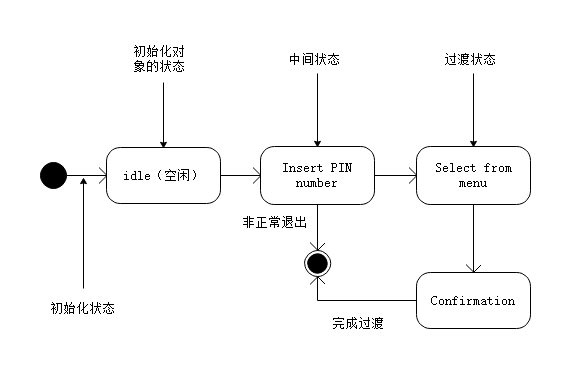 初始化对
象的状态
中间状态
过渡状态
idle（空闲）
Insert PIN
number
Select from
menu
非正常退出
初始化状态
Confirmation
完成过渡